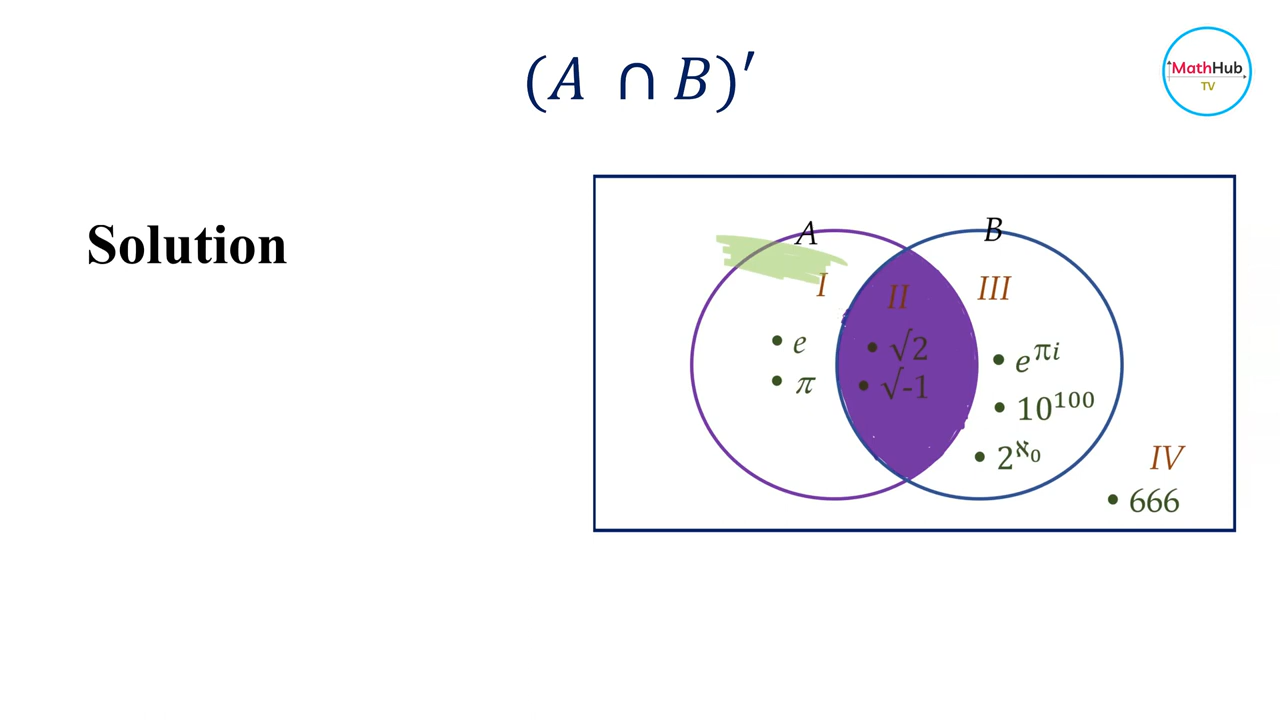 (A ∩ B)′
MathHub
TV
Solution
A
B
I
II
III
• e
• π
• √2
• √-1
• e^πi
• 10^100
• 2^ℵ₀
IV
• 666